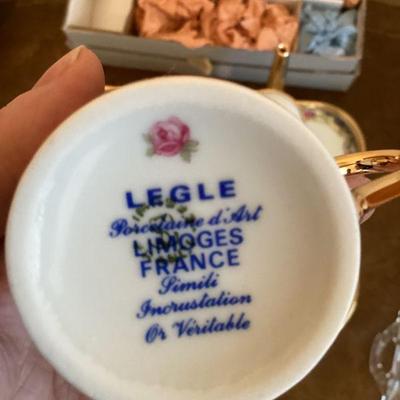 LEGLE
Porcelaine d'Art
LIMOGES
FRANCE
Simili
Incrustation
Or Véritable